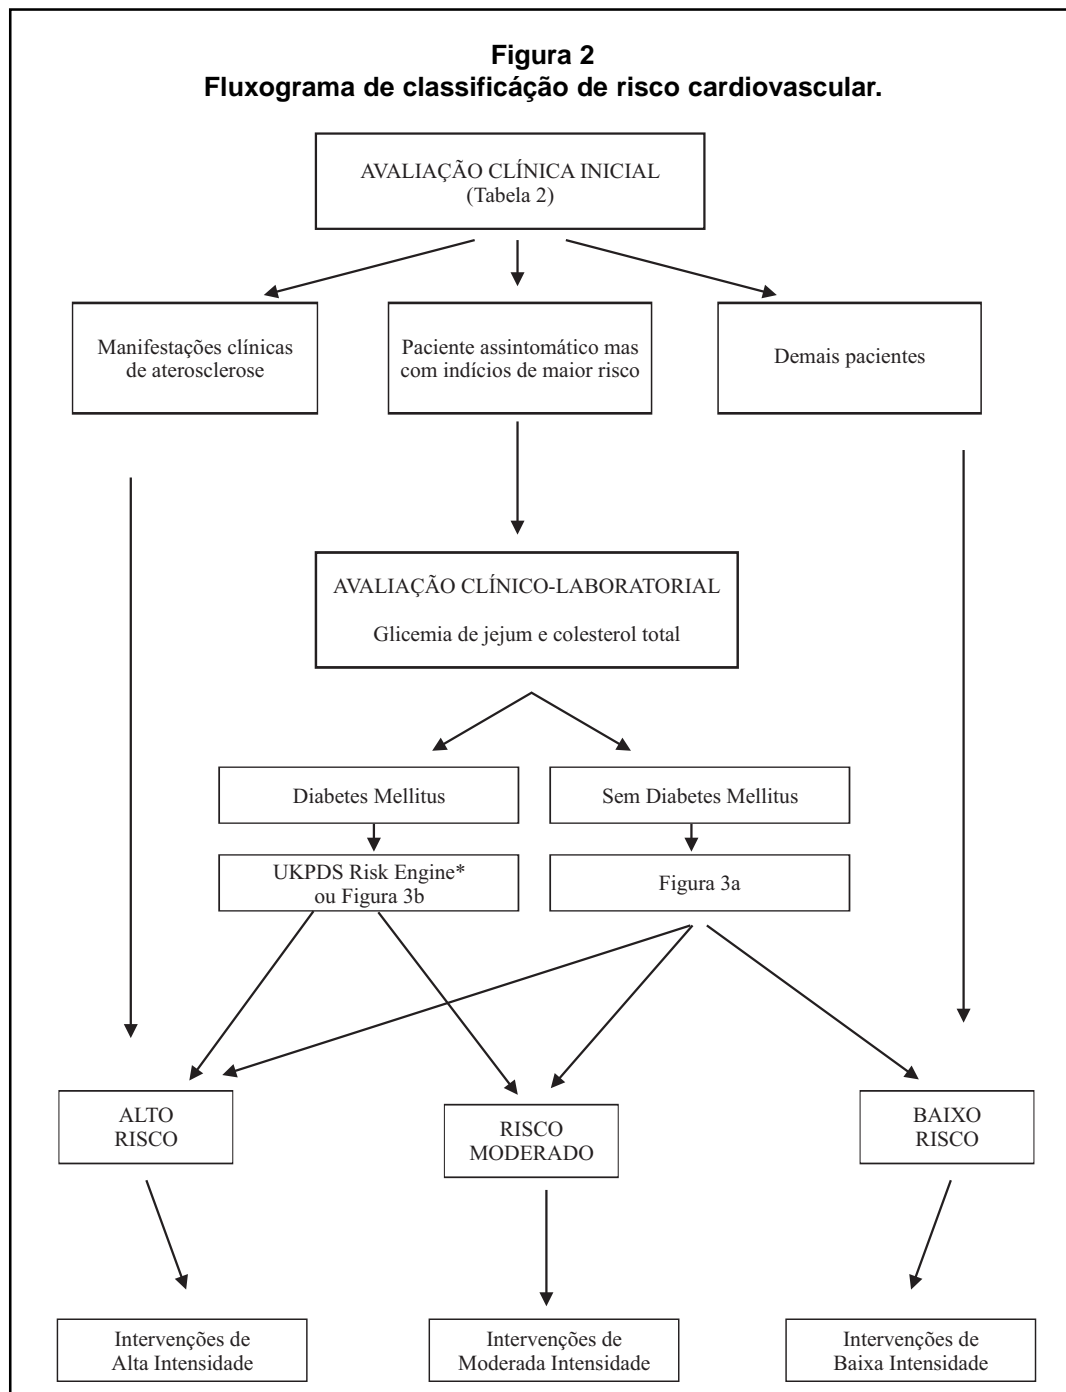 Figura 2
Fluxograma de classificáção de risco cardiovascular.
AVALIAÇÃO CLÍNICA INICIAL
(Tabela 2)
Manifestações clínicas
de aterosclerose
Paciente assintomático mas
com indícios de maior risco
Demais pacientes
AVALIAÇÃO CLÍNICO-LABORATORIAL
Glicemia de jejum e colesterol total
Diabetes Mellitus
Sem Diabetes Mellitus
UKPDS Risk Engine*
ou Figura 3b
Figura 3a
ALTO
RISCO
RISCO
MODERADO
BAIXO
RISCO
Intervenções de
Alta Intensidade
Intervenções de
Moderada Intensidade
Intervenções de
Baixa Intensidade